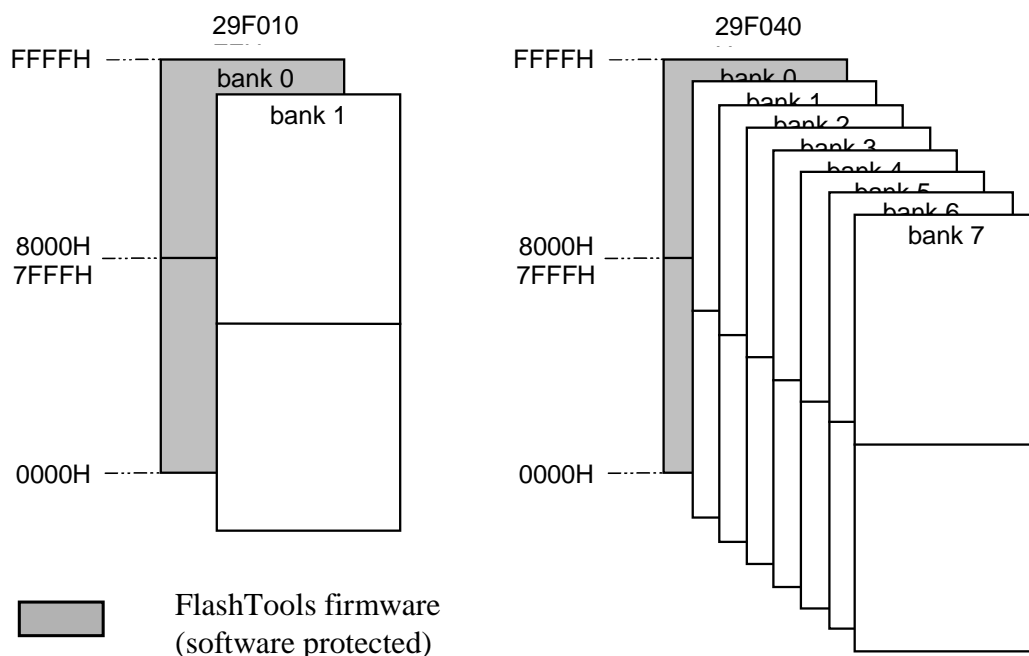 29F010
FFFFH
bank 0
bank 1
8000H
7FFFH
0000H
29F040
FFFFH
bank 0
bank 1
bank 2
bank 3
bank 4
bank 5
bank 6
bank 7
8000H
7FFFH
0000H
FlashTools firmware
(software protected)